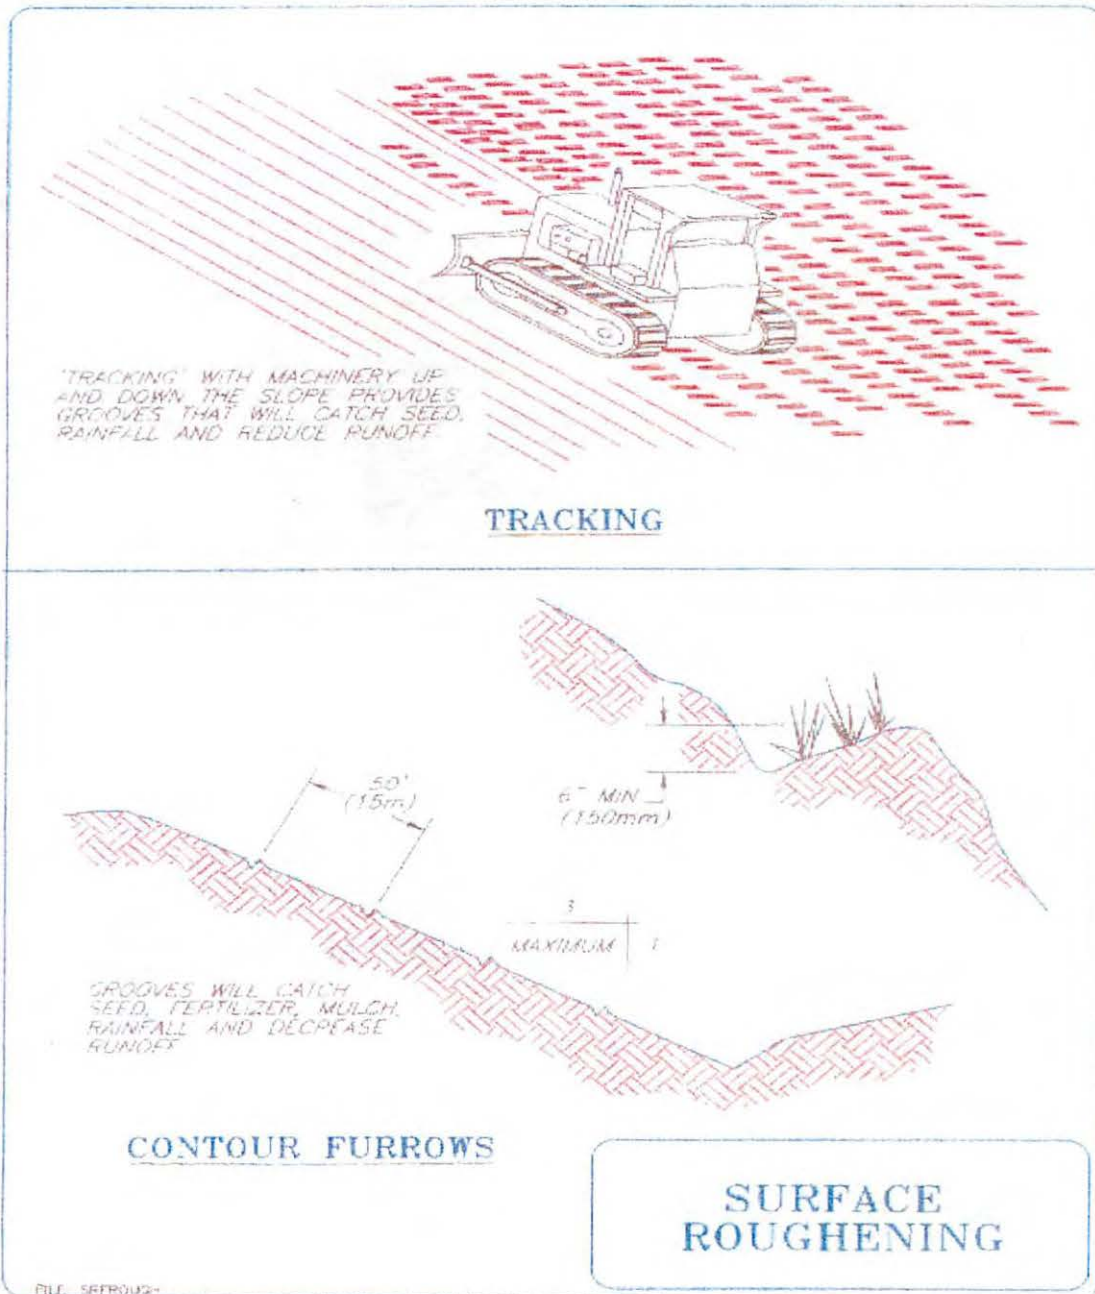 'TRACKING' WITH MACHINERY UP
AND DOWN THE SLOPE PROVIDES
GROOVES THAT WILL CATCH SEED,
RAINFALL AND REDUCE RUNOFF.
TRACKING
50'
(15m)
6" MIN
(150mm)
3
MAXIMUM 1
GROOVES WILL CATCH
SEED, FERTILIZER, MULCH,
RAINFALL AND DECREASE
RUNOFF
CONTOUR FURROWS
SURFACE
ROUGHENING
FILE